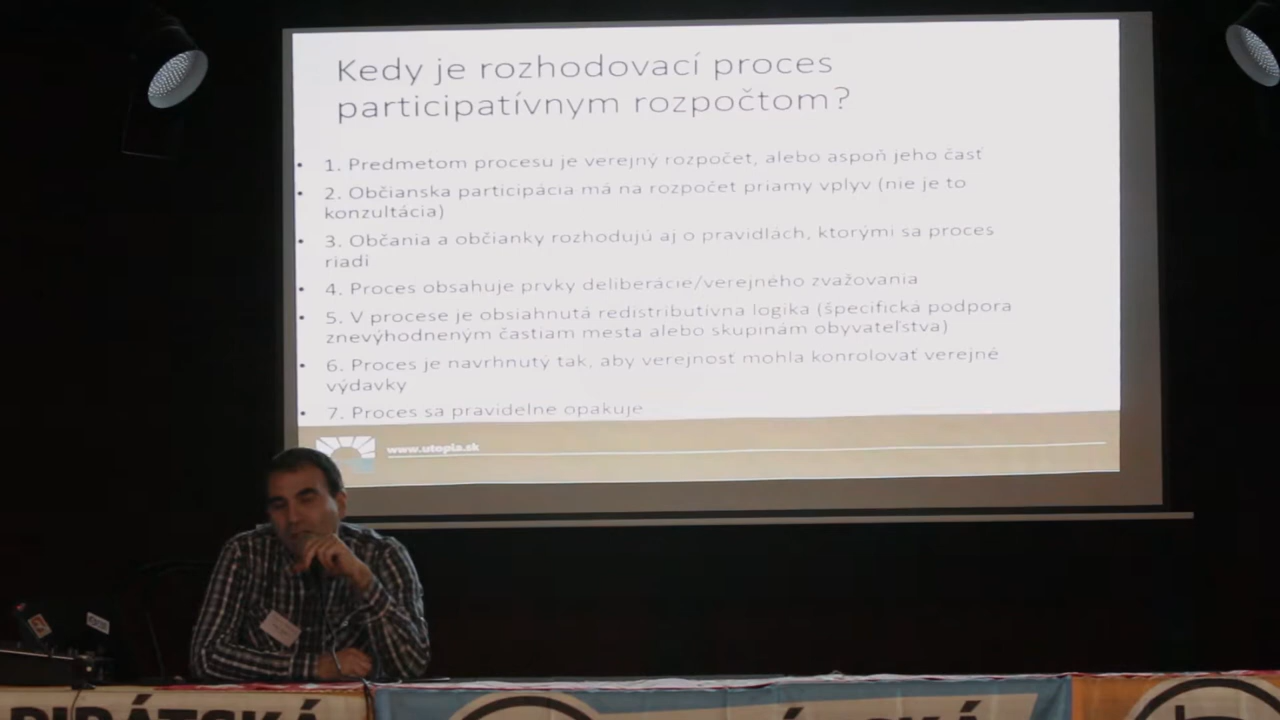 Kedy je rozhodovací proces
participatívnym rozpočtom?
• 1. Predmetom procesu je verejný rozpočet, alebo aspoň jeho časť
• 2. Občianska participácia má na rozpočet priamy vplyv (nie je to
konzultácia)
• 3. Občania a občianky rozhodujú aj o pravidlách, ktorými sa proces
riadi
• 4. Proces obsahuje prvky deliberácie/verejného zvažovania
• 5. V procese je obsiahnutá redistributívna logika (špecifická podpora
znevýhodneným častiam mesta alebo skupinám obyvateľstva)
• 6. Proces je navrhnutý tak, aby verejnosť mohla konrolovať verejné
výdavky
• 7. Proces sa pravidelne opakuje
www.utopia.sk
PIRÁTSKÁ